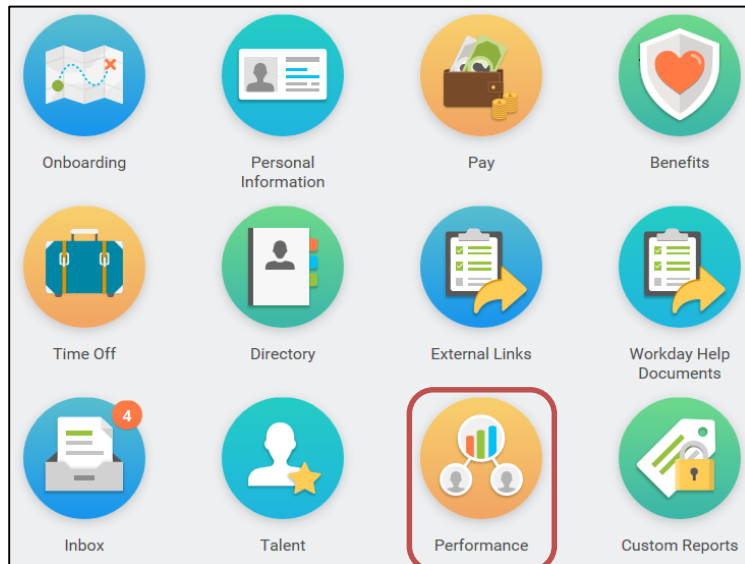 Onboarding
Personal
Information
Pay
Benefits
Time Off
Directory
External Links
Workday Help
Documents
4
Inbox
Talent
Performance
Custom Reports